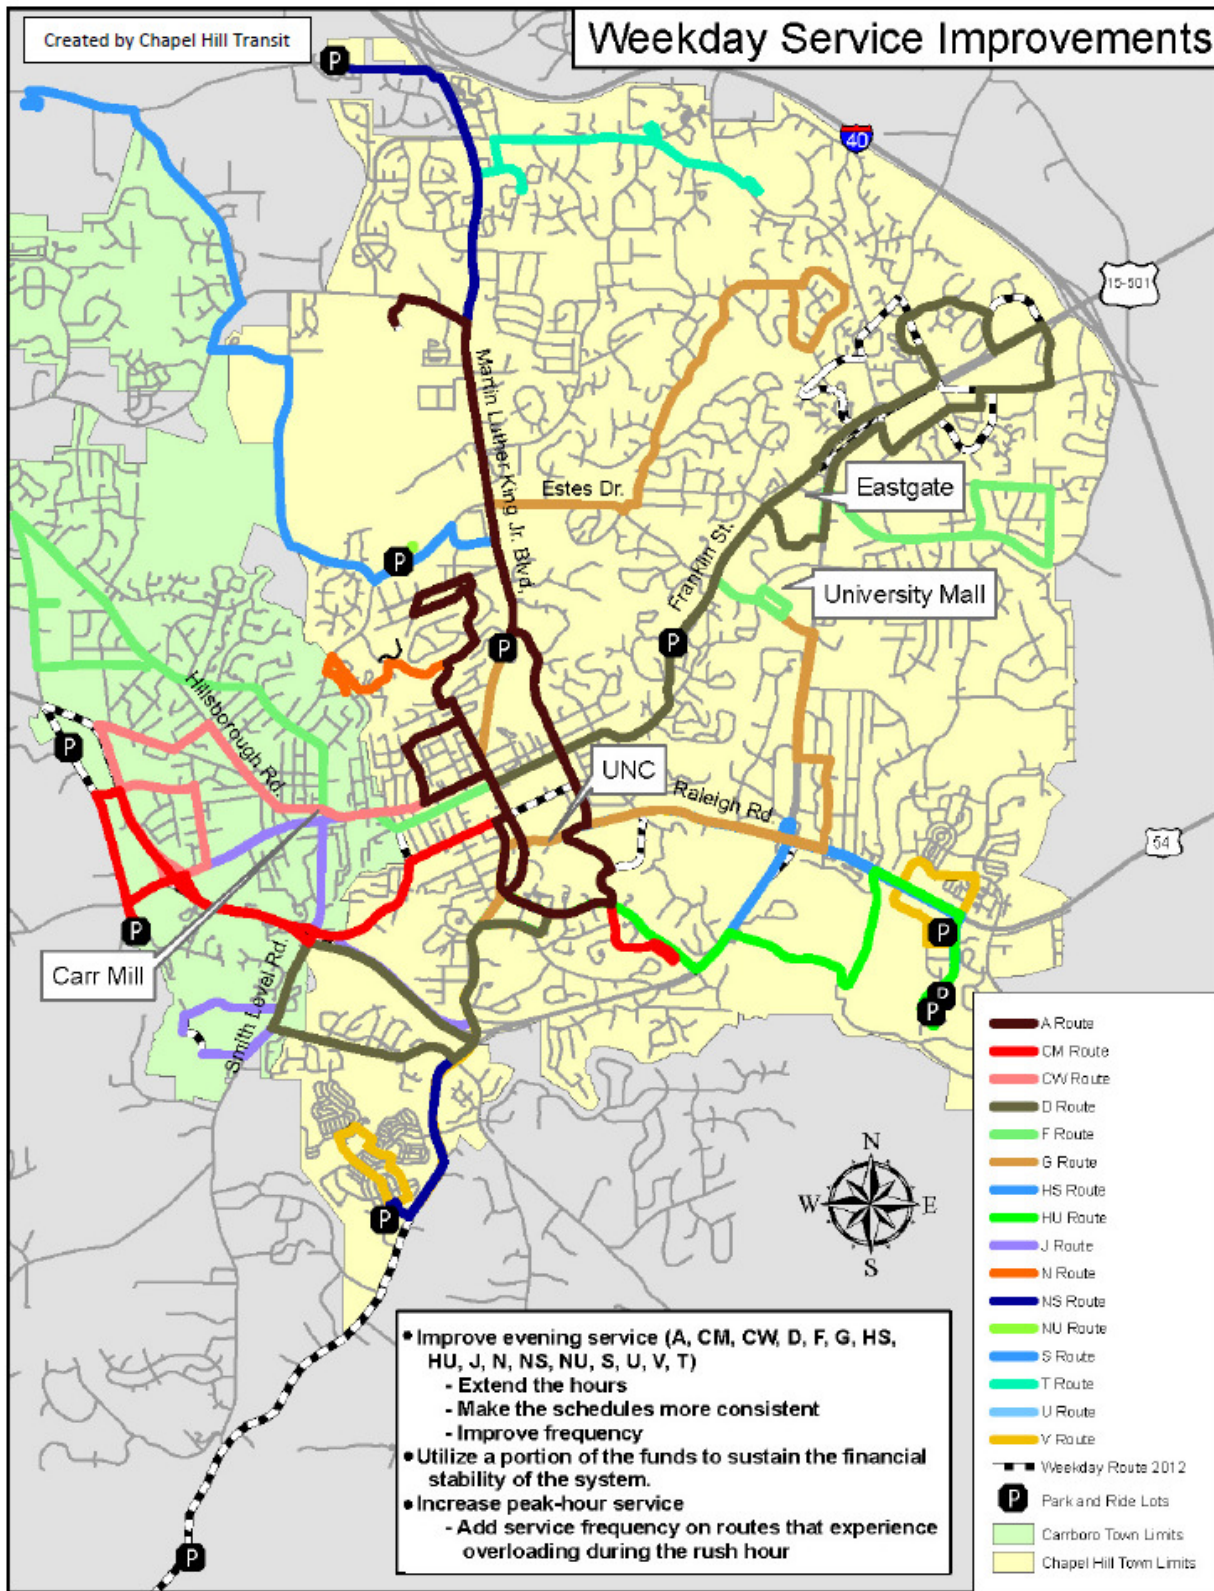 Created by Chapel Hill Transit
Weekday Service Improvements
P
40
15-501
Martin Luther King Jr. Blvd,
Estes Dr.
Eastgate
Franklin St.
P
University Mall
P
P
Hillsborough Rd.
P
UNC
Raleigh Rd.
54
P
P
Carr Mill
Smith Level Rd.
P
P
P
N
W
E
S
A Route
CM Route
CW Route
D Route
F Route
G Route
HS Route
HU Route
J Route
N Route
NS Route
NU Route
S Route
T Route
U Route
V Route
Weekday Route 2012
P Park and Ride Lots
Carrboro Town Limits
Chapel Hill Town Limits
• Improve evening service (A, CM, CW, D, F, G, HS,
HU, J, N, NS, NU, S, U, V, T)
- Extend the hours
- Make the schedules more consistent
- Improve frequency
• Utilize a portion of the funds to sustain the financial
stability of the system.
• Increase peak-hour service
- Add service frequency on routes that experience
overloading during the rush hour
P